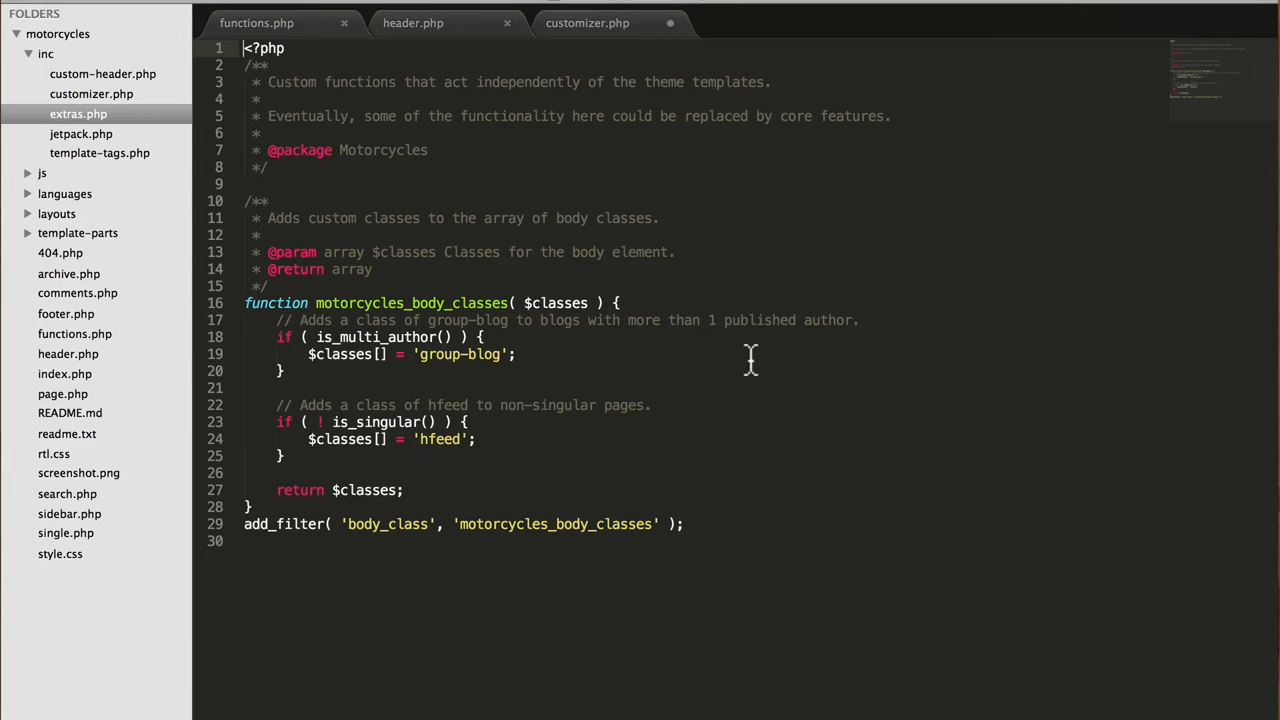 FOLDERS
motorcycles
inc
custom-header.php
customizer.php
extras.php
jetpack.php
template-tags.php
js
languages
layouts
template-parts
404.php
archive.php
comments.php
footer.php
functions.php
header.php
index.php
page.php
README.md
readme.txt
rtl.css
screenshot.png
search.php
sidebar.php
single.php
style.css
functions.php × header.php × customizer.php
1 <?php
2 /**
3  * Custom functions that act independently of the theme templates.
4  *
5  * Eventually, some of the functionality here could be replaced by core features.
6  *
7  * @package Motorcycles
8  */
9
10 /**
11  * Adds custom classes to the array of body classes.
12  *
13  * @param array $classes Classes for the body element.
14  * @return array
15  */
16 function motorcycles_body_classes( $classes ) {
17     // Adds a class of group-blog to blogs with more than 1 published author.
18     if ( is_multi_author() ) {
19         $classes[] = 'group-blog';
20     }
21
22     // Adds a class of hfeed to non-singular pages.
23     if ( ! is_singular() ) {
24         $classes[] = 'hfeed';
25     }
26
27     return $classes;
28 }
29 add_filter( 'body_class', 'motorcycles_body_classes' );
30